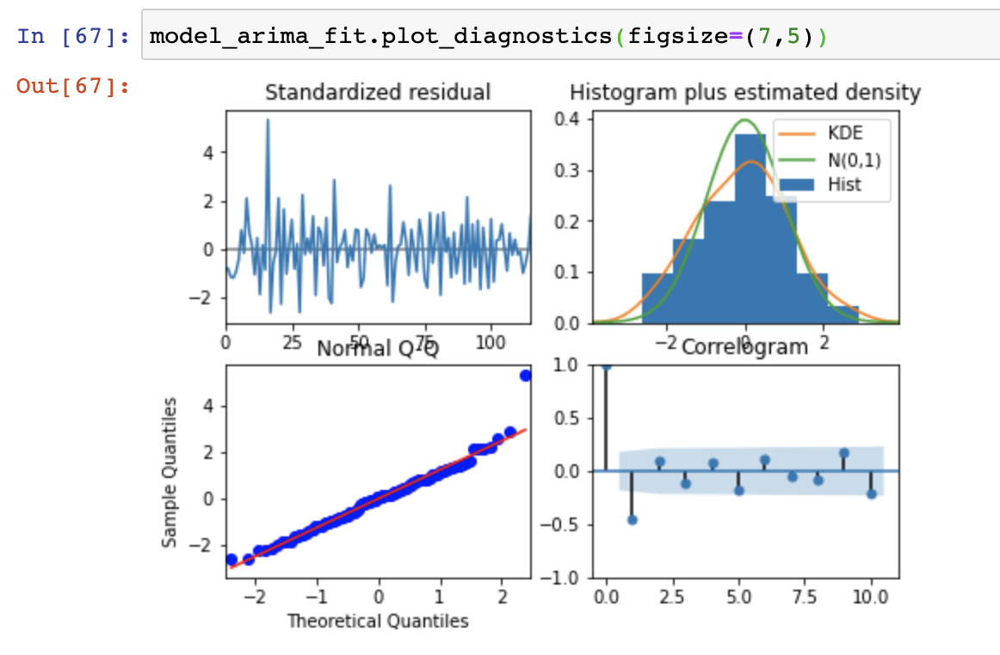 In [67]: model_arima_fit.plot_diagnostics(figsize=(7,5))
Out[67]:
Standardized residual
4
2
0
−2
0 25 50 75 100
Histogram plus estimated density
0.4
0.3
0.2
0.1
0.0
KDE
N(0,1)
Hist
−2 0 2
Normal Q-Q
Sample Quantiles
4
2
0
−2
−2 −1 0 1 2
Theoretical Quantiles
Correlogram
1.0
0.5
0.0
−0.5
−1.0
0.0 2.5 5.0 7.5 10.0